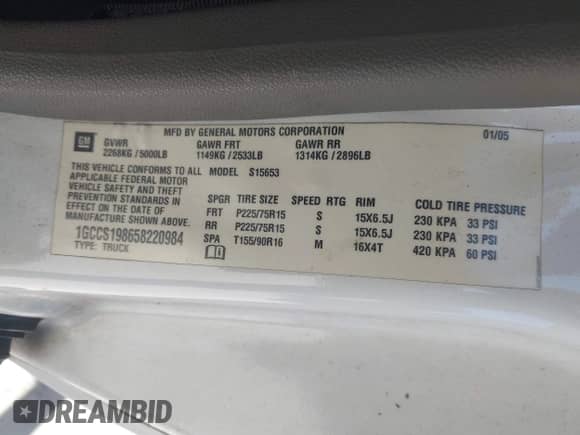 MFD BY GENERAL MOTORS CORPORATION 01/05
GM GVWR GAWR FRT GAWR RR
2268KG/5000LB 1149KG/2533LB 1314KG/2896LB
THIS VEHICLE CONFORMS TO ALL MODEL S15653
APPLICABLE FEDERAL MOTOR
VEHICLE SAFETY AND THEFT
PREVENTION STANDARDS IN
EFFECT ON THE DATE OF
MANUFACTURE SHOWN ABOVE.
1GCCS198658220984
TYPE: TRUCK
SPGR TIRE SIZE SPEED RTG RIM COLD TIRE PRESSURE
FRT P225/75R15 S 15X6.5J 230 KPA 33 PSI
RR P225/75R15 S 15X6.5J 230 KPA 33 PSI
SPA T155/90R16 M 16X4T 420 KPA 60 PSI
DREAMBID